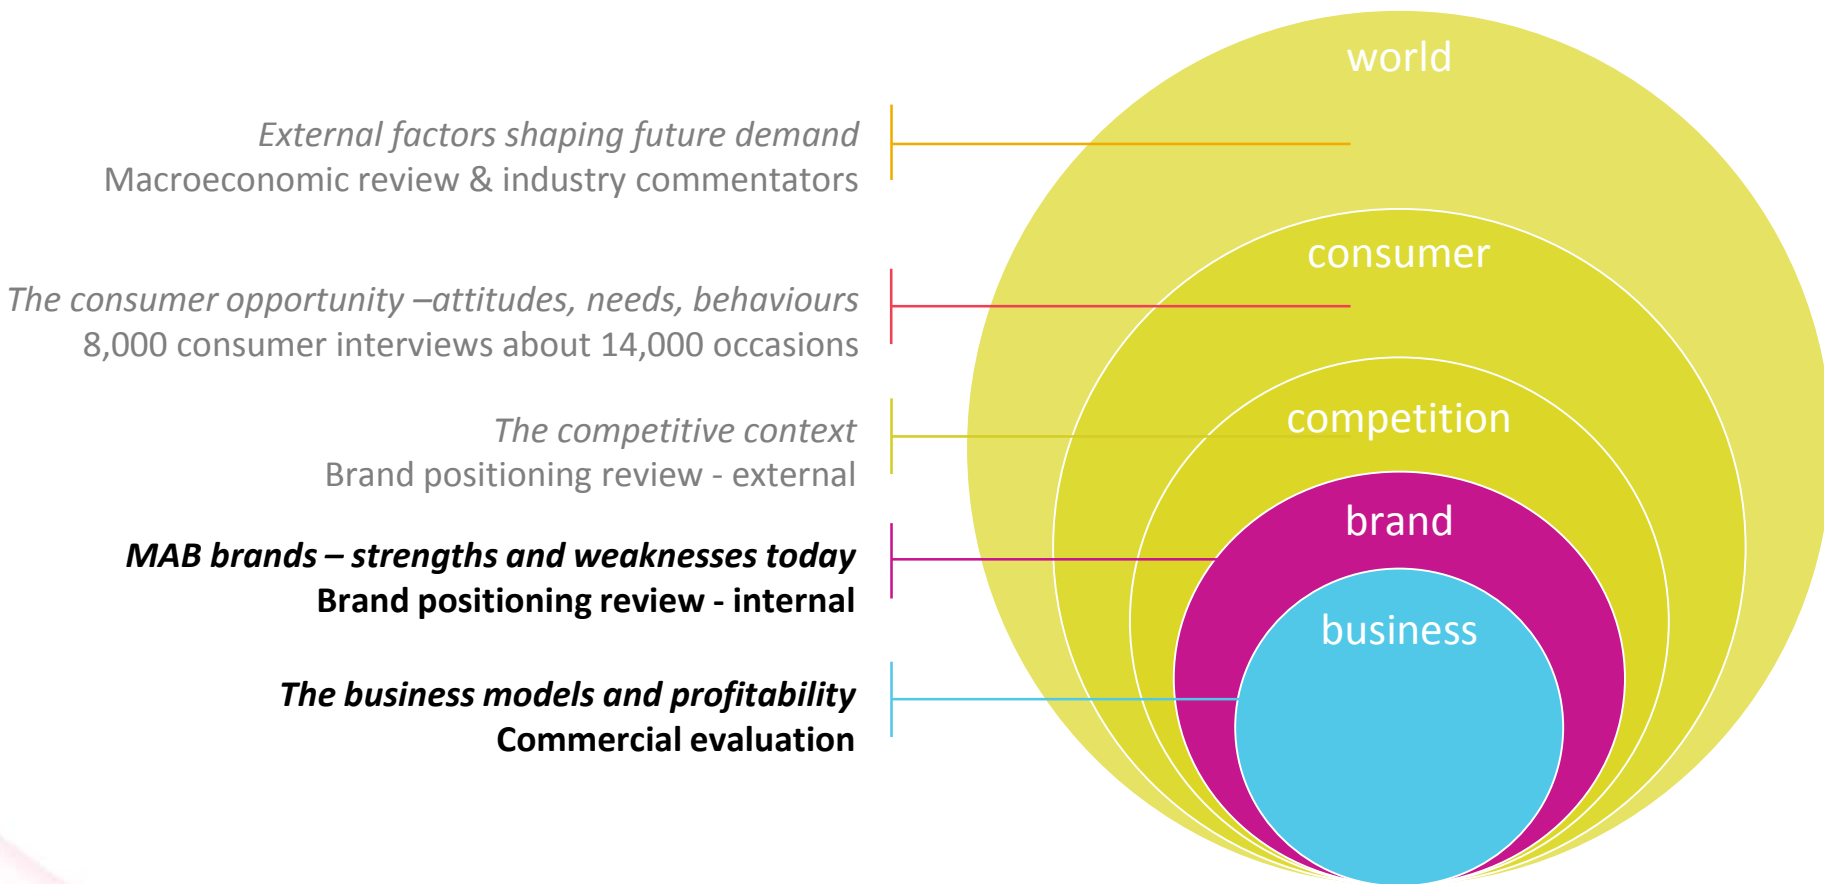 world
External factors shaping future demand
Macroeconomic review & industry commentators
consumer
The consumer opportunity –attitudes, needs, behaviours
8,000 consumer interviews about 14,000 occasions
competition
The competitive context
Brand positioning review - external
brand
MAB brands – strengths and weaknesses today
Brand positioning review - internal
business
The business models and profitability
Commercial evaluation